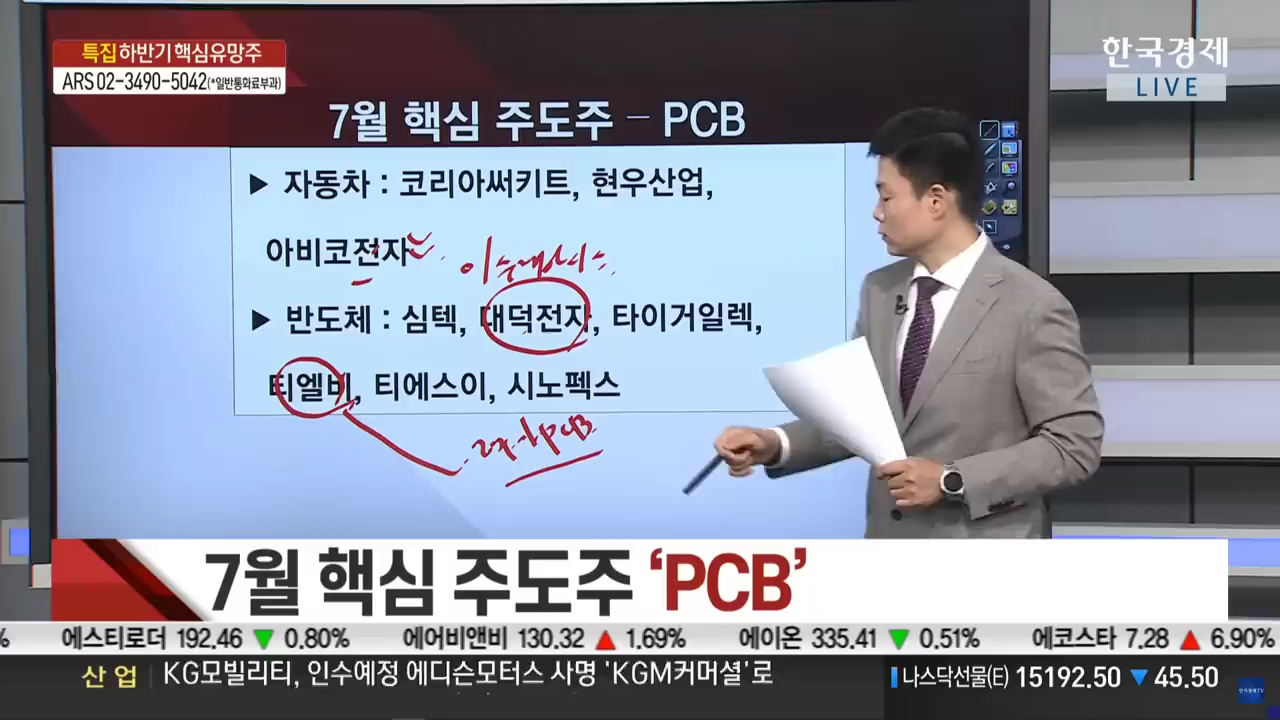 특집 하반기 핵심유망주
ARS 02-3490-5042(*일반통화료부과)
한국경제
LIVE
7월 핵심 주도주 - PCB
▶ 자동차 : 코리아써키트, 현우산업,
아비코전자
이수페타시스
▶ 반도체 : 심텍, 대덕전자, 타이거일렉,
티엘비, 티에스이, 시노펙스
PCB
7월 핵심 주도주 ‘PCB’
% 에스티로더 192.46 ▼ 0.80% 에어비앤비 130.32 ▲ 1.69% 에이온 335.41 ▼ 0.51% 에코스타 7.28 ▲ 6.90%
산업 KG모빌리티, 인수예정 에디슨모터스 사명 'KGM커머셜'로
나스닥선물(E) 15192.50 ▼ 45.50
한국경제TV